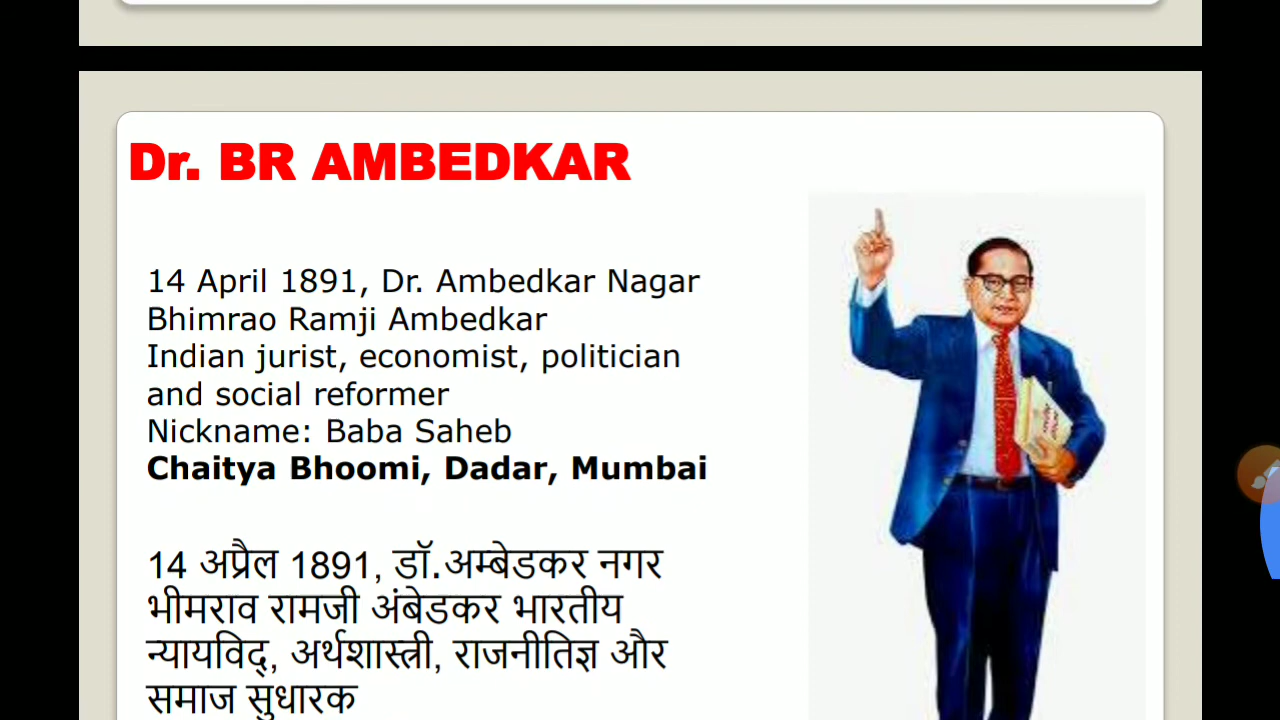 Dr. BR AMBEDKAR
14 April 1891, Dr. Ambedkar Nagar
Bhimrao Ramji Ambedkar
Indian jurist, economist, politician
and social reformer
Nickname: Baba Saheb
Chaitya Bhoomi, Dadar, Mumbai
14 अप्रैल 1891, डॉ.अम्बेडकर नगर
भीमराव रामजी अंबेडकर भारतीय
न्यायविद्, अर्थशास्त्री, राजनीतिज्ञ और
समाज सुधारक